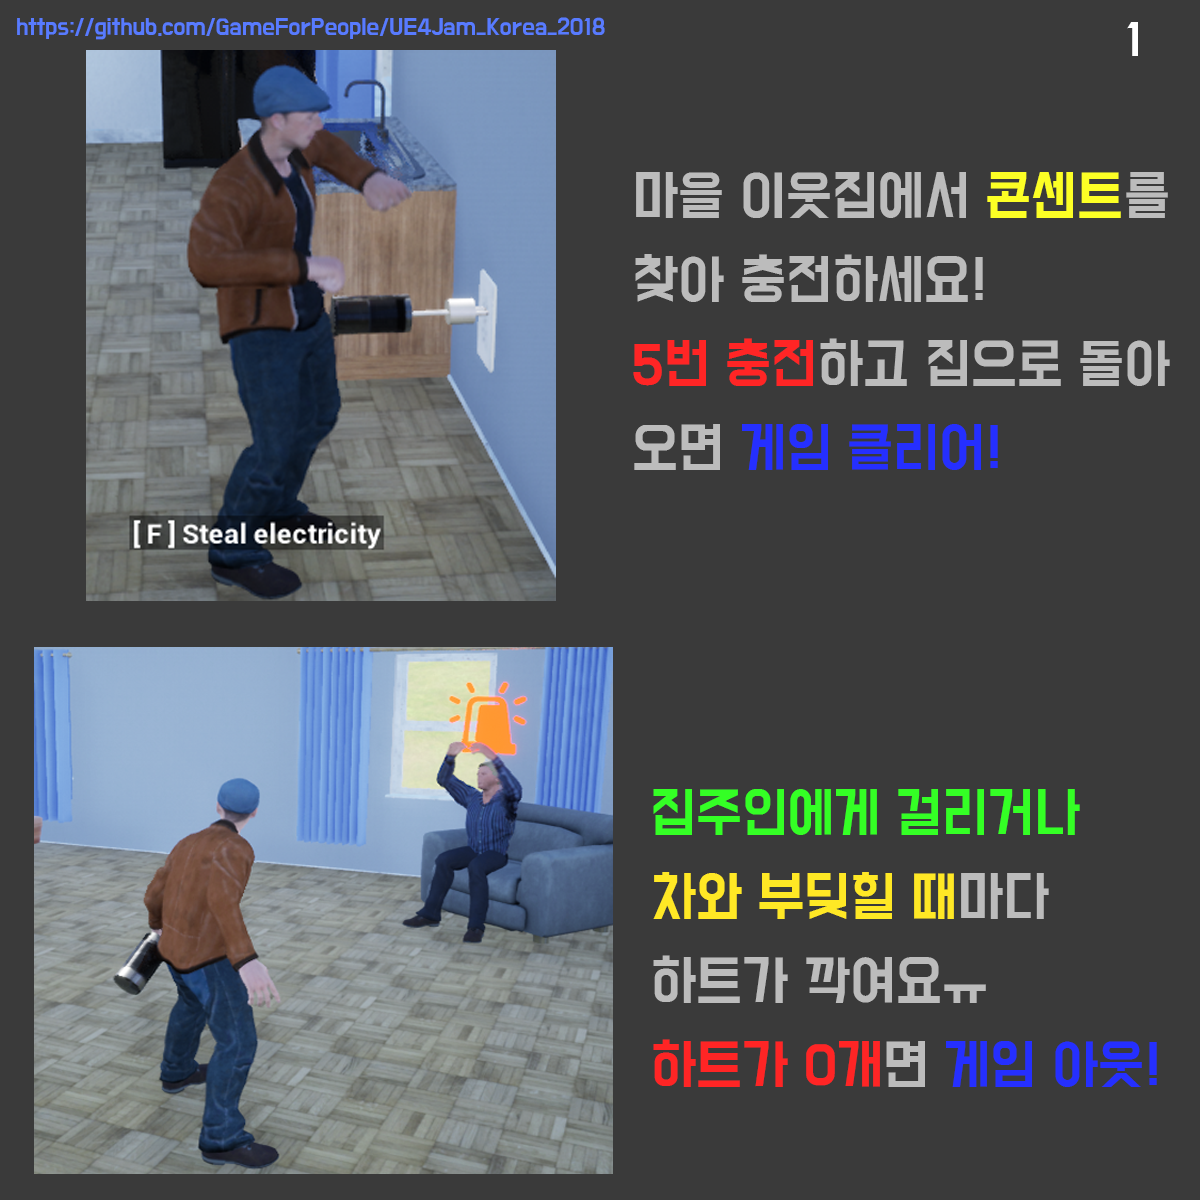 https://github.com/GameForPeople/UE4Jam_Korea_2018
1
마을 이웃집에서 콘센트를
찾아 충전하세요!
5번 충전하고 집으로 돌아
오면 게임 클리어!
[ F ] Steal electricity
집주인에게 걸리거나
차와 부딪힐 때마다
하트가 깍여요ㅠ
하트가 0개면 게임 아웃!